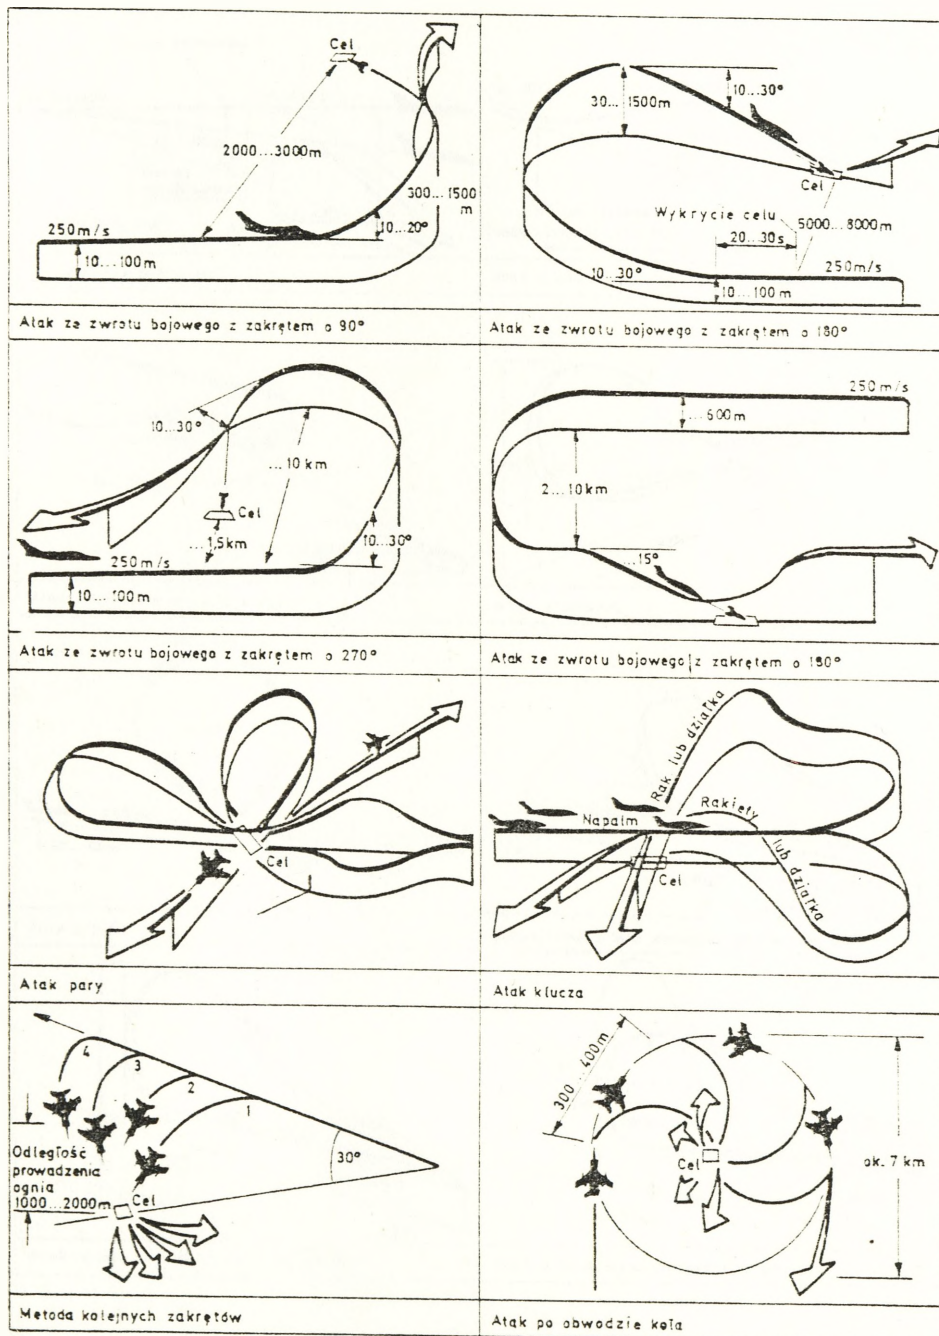 Cel
2000...3000m
300...1500
m
250m/s
10...20°
10...100m
Atak ze zwrotu bojowego z zakrętem o 90°
30...1500m
10...30°
Cel
Wykrycie celu
5000...8000m
20...30s
250m/s
10...30°
10...100m
Atak ze zwrotu bojowego z zakrętem o 180°
10...30°
...10km
Cel
...1,5km
10...30°
250m/s
10...100m
Atak ze zwrotu bojowego z zakrętem o 270°
250m/s
...600m
2...10km
...15°
Atak ze zwrotu bojowego z zakrętem o 180°
Cel
Atak pary
Rak lub działka
Rakiety
Napalm
lub działka
Cel
Atak klucza
4
3
2
1
30°
Odległość
prowadzenia
ognia
1000...2000m
Cel
Metoda kolejnych zakrętów
300...400m
Cel
ok. 7 km
Atak po obwodzie koła